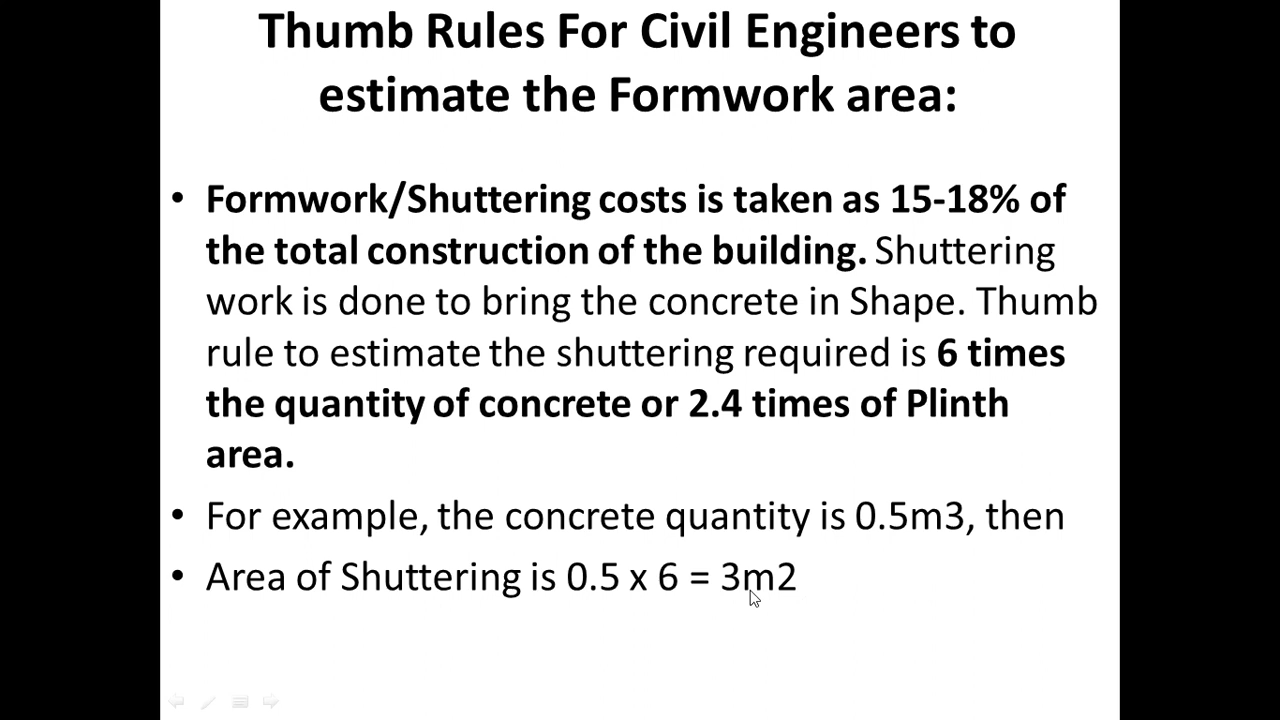 Thumb Rules For Civil Engineers to
estimate the Formwork area:
• Formwork/Shuttering costs is taken as 15-18% of
the total construction of the building. Shuttering
work is done to bring the concrete in Shape. Thumb
rule to estimate the shuttering required is 6 times
the quantity of concrete or 2.4 times of Plinth
area.
• For example, the concrete quantity is 0.5m3, then
• Area of Shuttering is 0.5 x 6 = 3m2